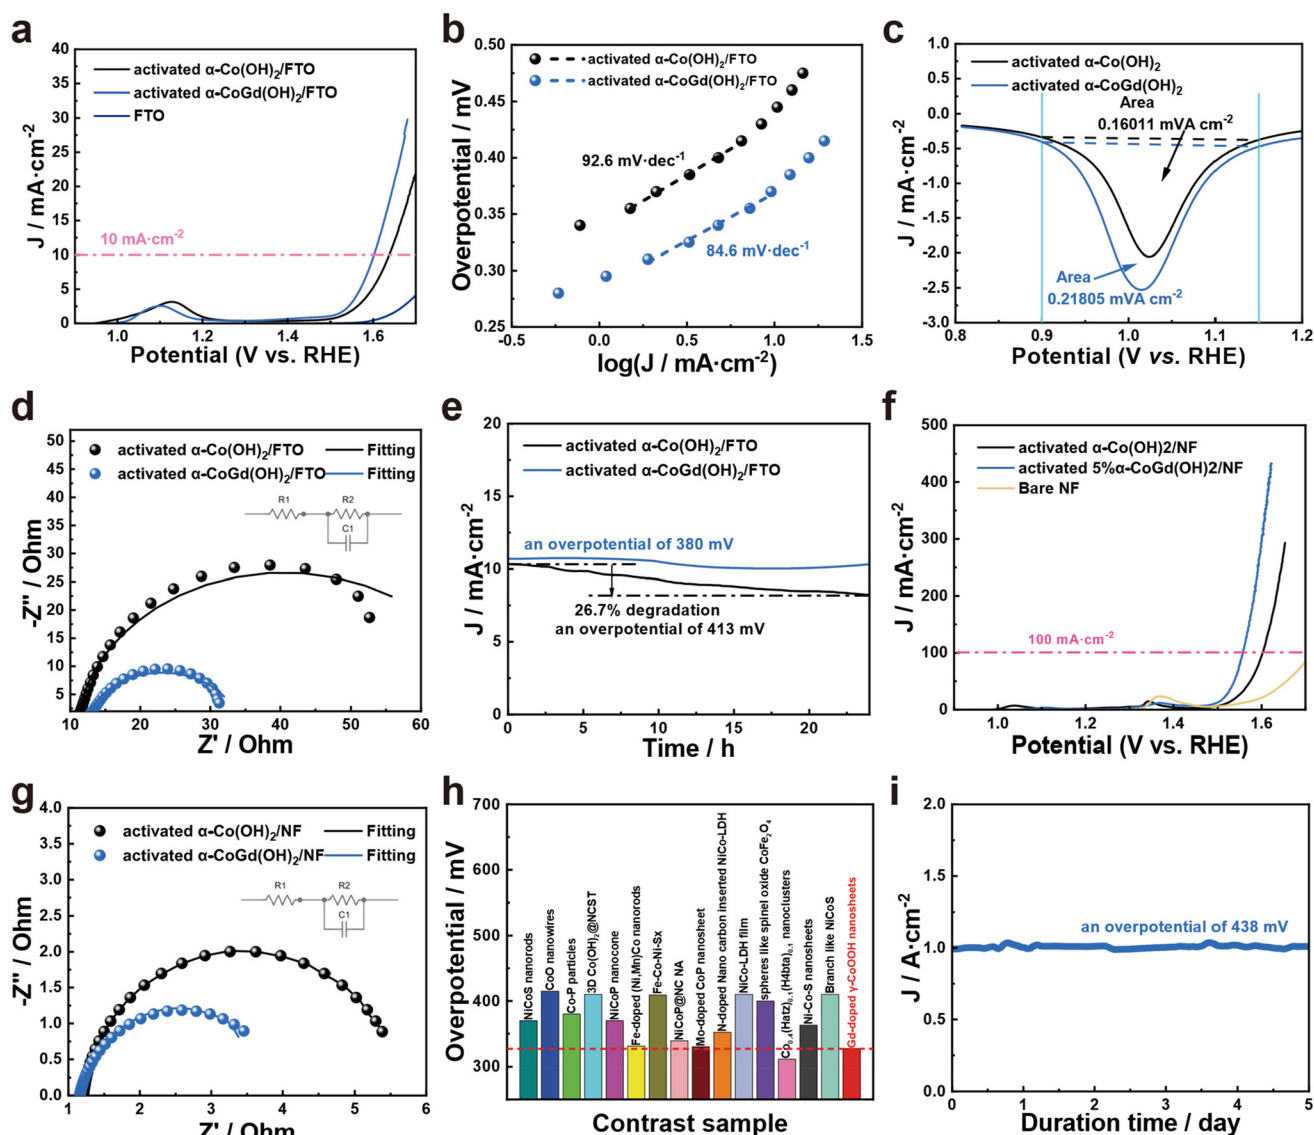 a
40
35
30
25
20
15
10
5
0
J / mA·cm⁻²
activated α-Co(OH)₂/FTO
activated α-CoGd(OH)₂/FTO
FTO
10 mA·cm⁻²
1.0 1.2 1.4 1.6
Potential (V vs. RHE)
b
0.50
0.45
0.40
0.35
0.30
0.25
Overpotential / mV
activated α-Co(OH)₂/FTO
activated α-CoGd(OH)₂/FTO
92.6 mV·dec⁻¹
84.6 mV·dec⁻¹
-0.5 0.0 0.5 1.0 1.5
log(J / mA·cm⁻²)
c
1.0
0.5
0.0
-0.5
-1.0
-1.5
-2.0
-2.5
-3.0
J / mA·cm⁻²
activated α-Co(OH)₂
activated α-CoGd(OH)₂
Area
0.16011 mVA cm⁻²
Area
0.21805 mVA cm⁻²
0.8 0.9 1.0 1.1 1.2
Potential (V vs. RHE)
d
50
45
40
35
30
25
20
15
10
5
-Z'' / Ohm
activated α-Co(OH)₂/FTO Fitting
activated α-CoGd(OH)₂/FTO Fitting
R1 R2
C1
10 20 30 40 50 60
Z' / Ohm
e
20
15
10
5
0
J / mA·cm⁻²
activated α-Co(OH)₂/FTO
activated α-CoGd(OH)₂/FTO
an overpotential of 380 mV
26.7% degradation
an overpotential of 413 mV
0 5 10 15 20
Time / h
f
500
400
300
200
100
0
J / mA·cm⁻²
activated α-Co(OH)2/NF
activated 5%α-CoGd(OH)2/NF
Bare NF
100 mA·cm⁻²
1.0 1.2 1.4 1.6
Potential (V vs. RHE)
g
4.0
3.5
3.0
2.5
2.0
1.5
1.0
0.5
0.0
-Z'' / Ohm
activated α-Co(OH)₂/NF Fitting
activated α-CoGd(OH)₂/NF Fitting
R1 R2
C1
1 2 3 4 5 6
Z' / Ohm
h
700
600
500
400
300
Overpotential / mV
NiCoS nanorods
CoO nanowires
Co-P particles
3D Co(OH)₂@NCST
NiCoP nanocone
Fe-doped (Ni,Mn)Co nanorods
Fe-Co-Ni-Sx
NiCoP@NC NA
Mo-doped CoP nanosheet
N-doped Nano carbon inserted NiCo-LDH
NiCo-LDH film
spheres like spinel oxide CoFe₂O₄
Co₀.₄(Hatz)₀.₁(H4bta)₀.₁ nanoclusters
Ni-Co-S nanosheets
Branch like NiCoS
Gd-doped γ-CoOOH nanosheets
Contrast sample
i
2.0
1.5
1.0
0.5
0.0
J / A·cm⁻²
an overpotential of 438 mV
0 1 2 3 4 5
Duration time / day